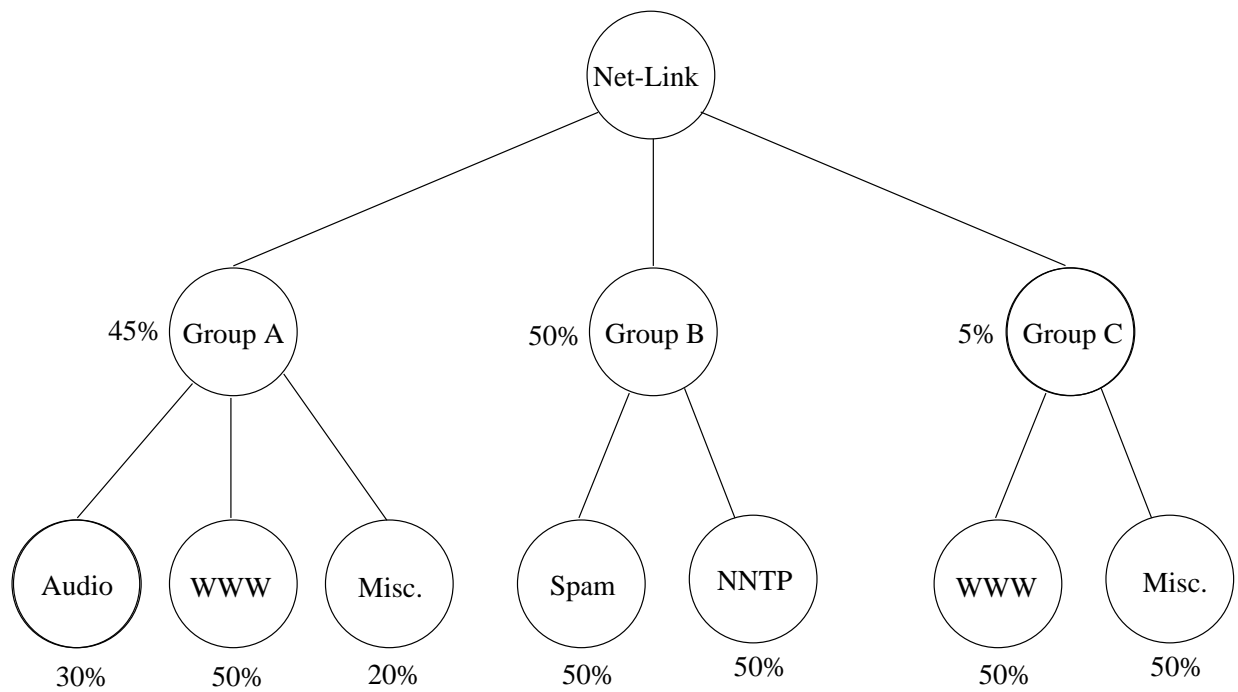 Net-Link
45%
Group A
50%
Group B
5%
Group C
Audio
WWW
Misc.
Spam
NNTP
WWW
Misc.
30%
50%
20%
50%
50%
50%
50%